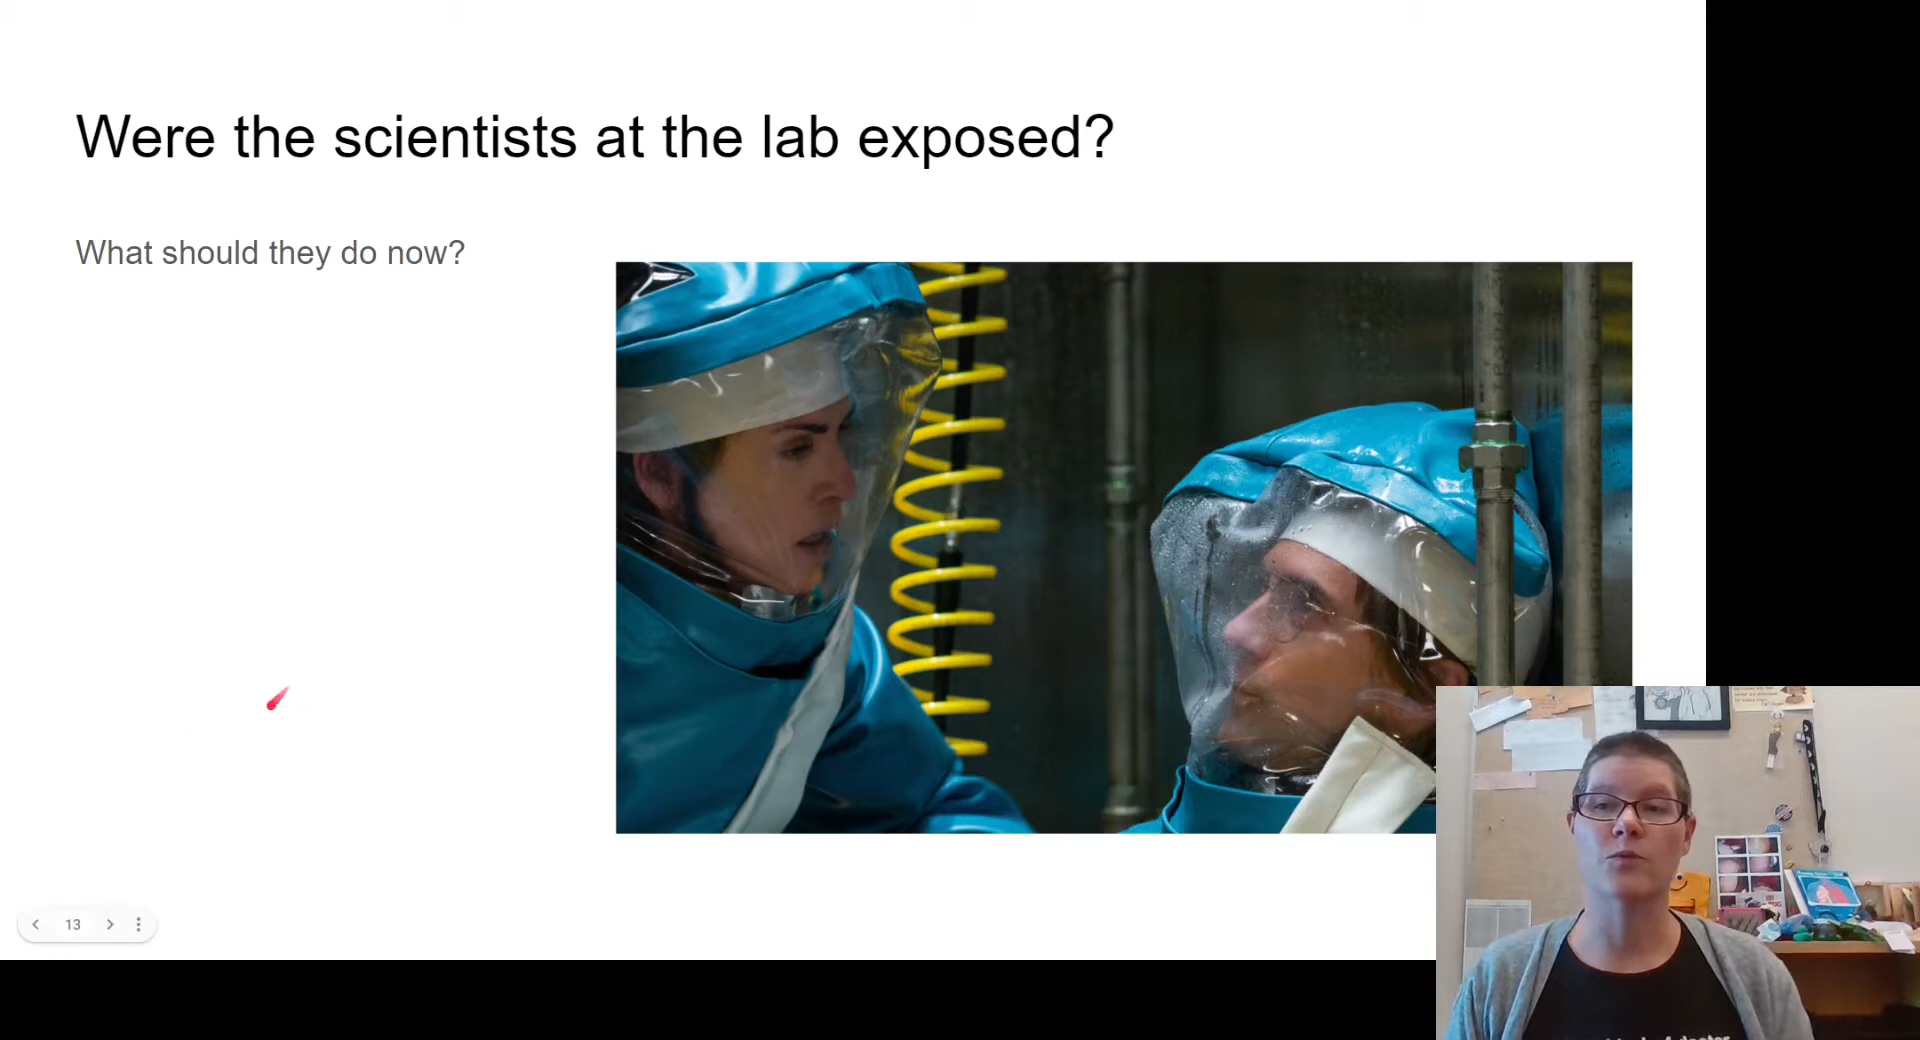 Were the scientists at the lab exposed?
What should they do now?
13